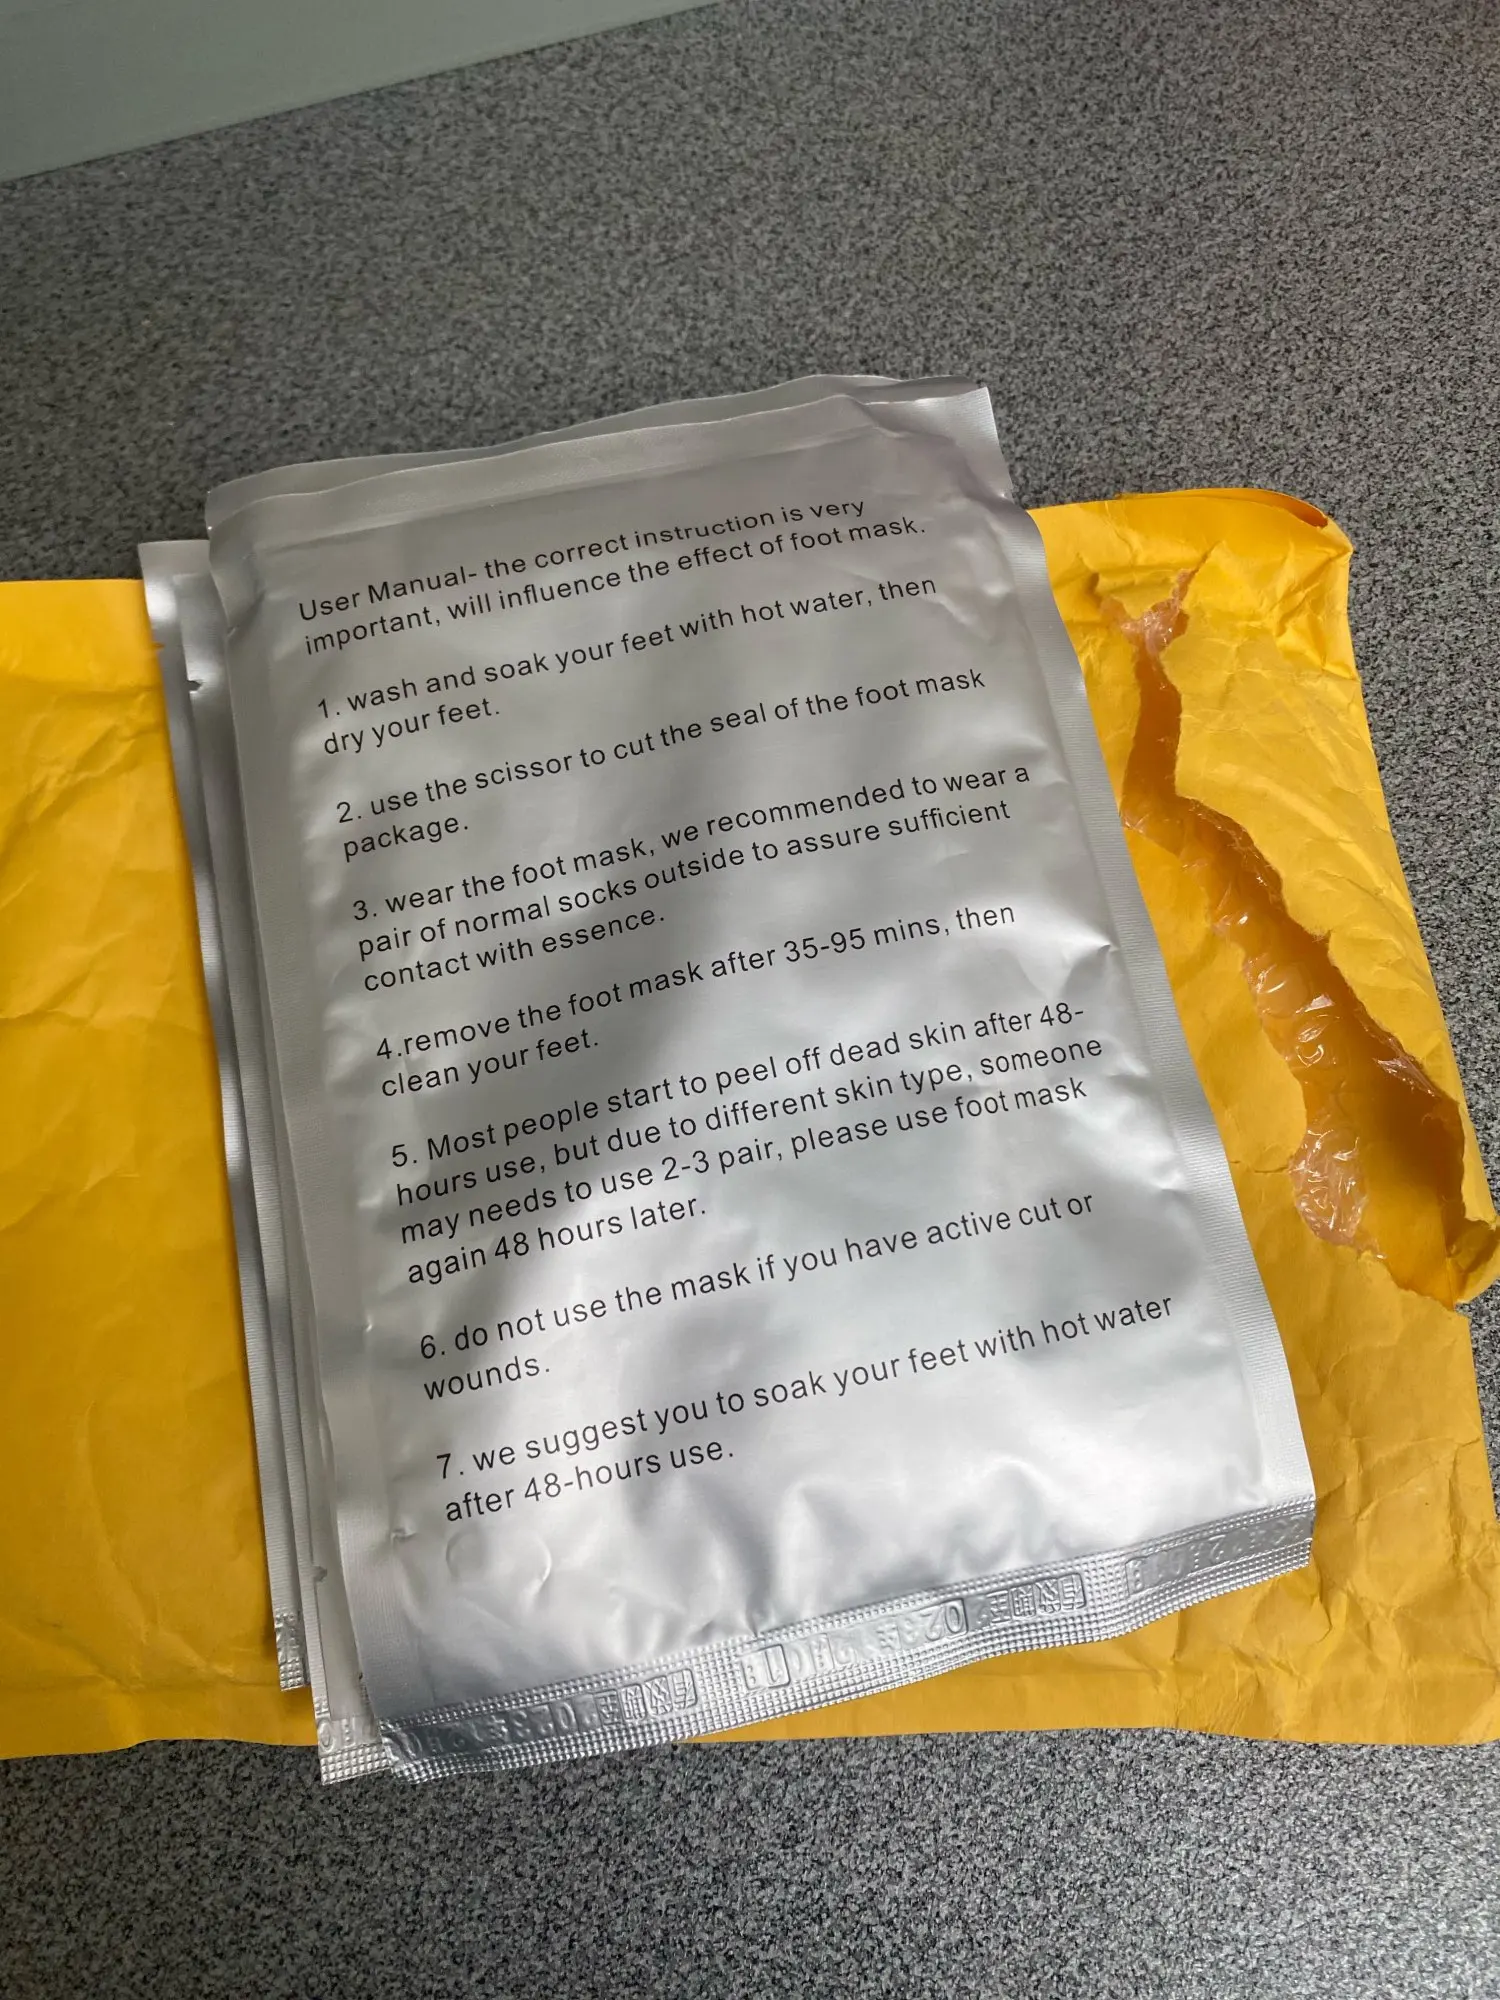 User Manual- the correct instruction is very
important, will influence the effect of foot mask.
1. wash and soak your feet with hot water, then
dry your feet.
2. use the scissor to cut the seal of the foot mask
package.
3. wear the foot mask, we recommended to wear a
pair of normal socks outside to assure sufficient
contact with essence.
4.remove the foot mask after 35-95 mins, then
clean your feet.
5. Most people start to peel off dead skin after 48-
hours use, but due to different skin type, someone
may needs to use 2-3 pair, please use foot mask
again 48 hours later.
6. do not use the mask if you have active cut or
wounds.
7. we suggest you to soak your feet with hot water
after 48-hours use.